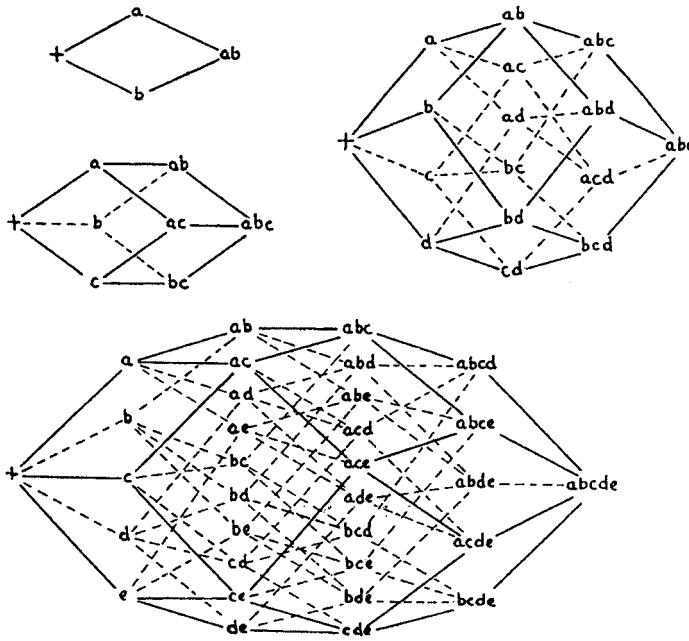 a
+ ab
b
a ab
+ b ac abc
c bc
ab
a abc
ac
b ad abd
+ abc
c bc acd
bd
d bcd
cd
ab abc
a ac abd abcd
ad abe
b ae acd abce
bc ace
+ c bd ade abde abcde
d be bcd acde
cd bce
e ce bde bcde
de cde